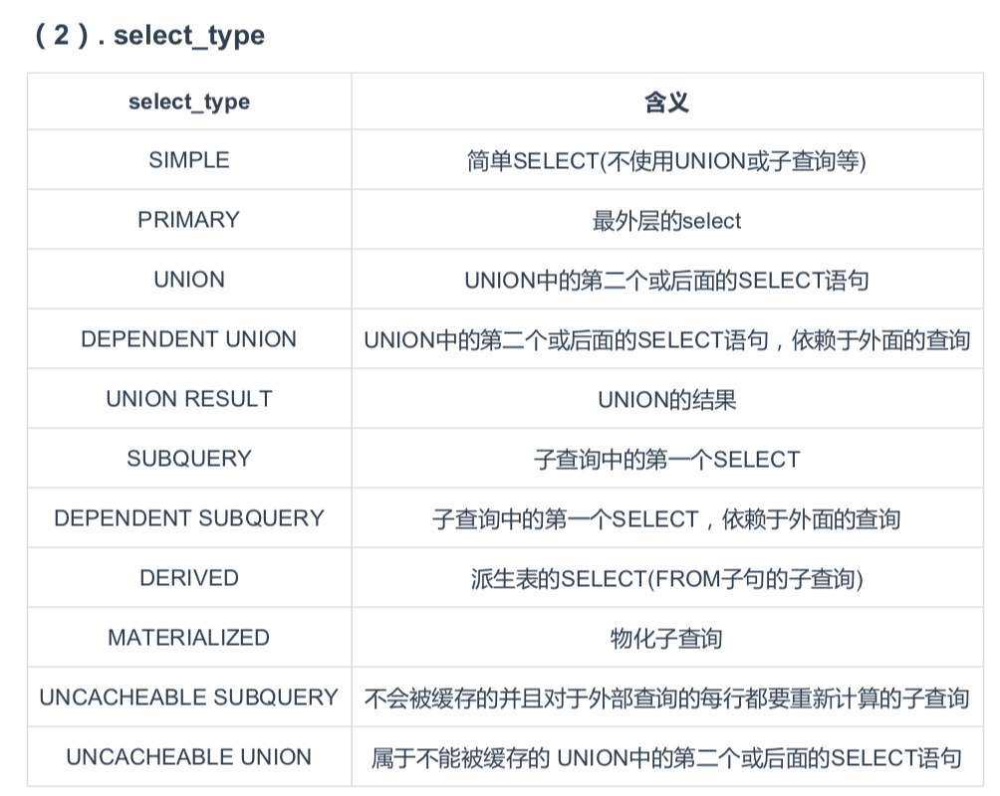 （2）. select_type
select_type 含义
SIMPLE 简单SELECT(不使用UNION或子查询等)
PRIMARY 最外层的select
UNION UNION中的第二个或后面的SELECT语句
DEPENDENT UNION UNION中的第二个或后面的SELECT语句，依赖于外面的查询
UNION RESULT UNION的结果
SUBQUERY 子查询中的第一个SELECT
DEPENDENT SUBQUERY 子查询中的第一个SELECT，依赖于外面的查询
DERIVED 派生表的SELECT(FROM子句的子查询)
MATERIALIZED 物化子查询
UNCACHEABLE SUBQUERY 不会被缓存的并且对于外部查询的每行都要重新计算的子查询
UNCACHEABLE UNION 属于不能被缓存的 UNION中的第二个或后面的SELECT语句